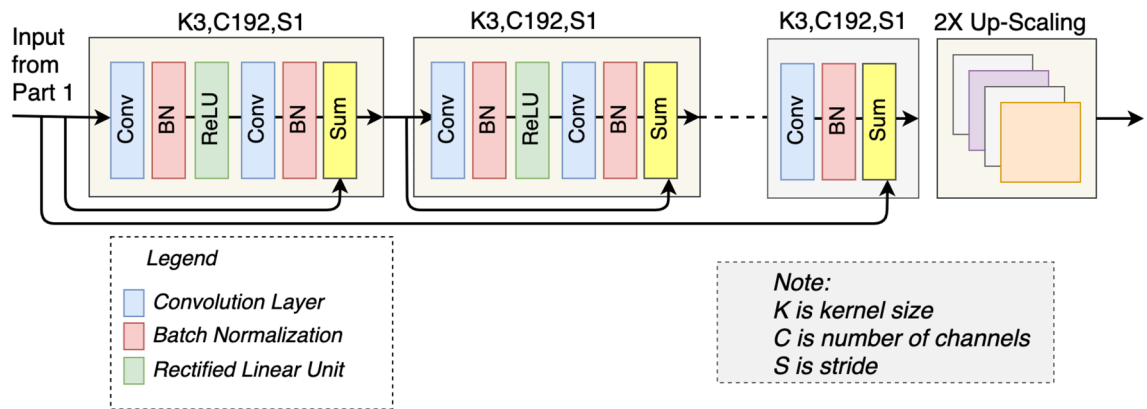 K3,C192,S1
K3,C192,S1
K3,C192,S1
2X Up-Scaling
Input
from
Part 1
Conv
BN
ReLU
Conv
BN
Sum
Conv
BN
ReLU
Conv
BN
Sum
Conv
BN
Sum
Legend
Convolution Layer
Batch Normalization
Rectified Linear Unit
Note:
K is kernel size
C is number of channels
S is stride